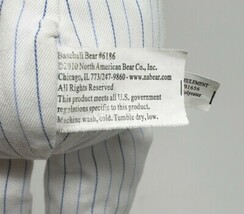 Baseball Bear #6186
©2010 North American Bear Co., Inc.
Chicago, IL 773/247-9860 - www.nabear.com
All Rights Reserved
This product meets all U.S. government
regulations specific to this product.
Machine wash, cold. Tumble dry, low.